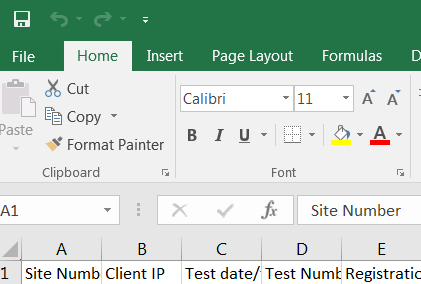 File Home Insert Page Layout Formulas D
Cut
Calibri 11 A A
Copy
Paste
B I U A
Format Painter
Clipboard Font
A1 fx Site Number
A B C D E
1 Site Numb Client IP Test date/ Test Numb Registratio